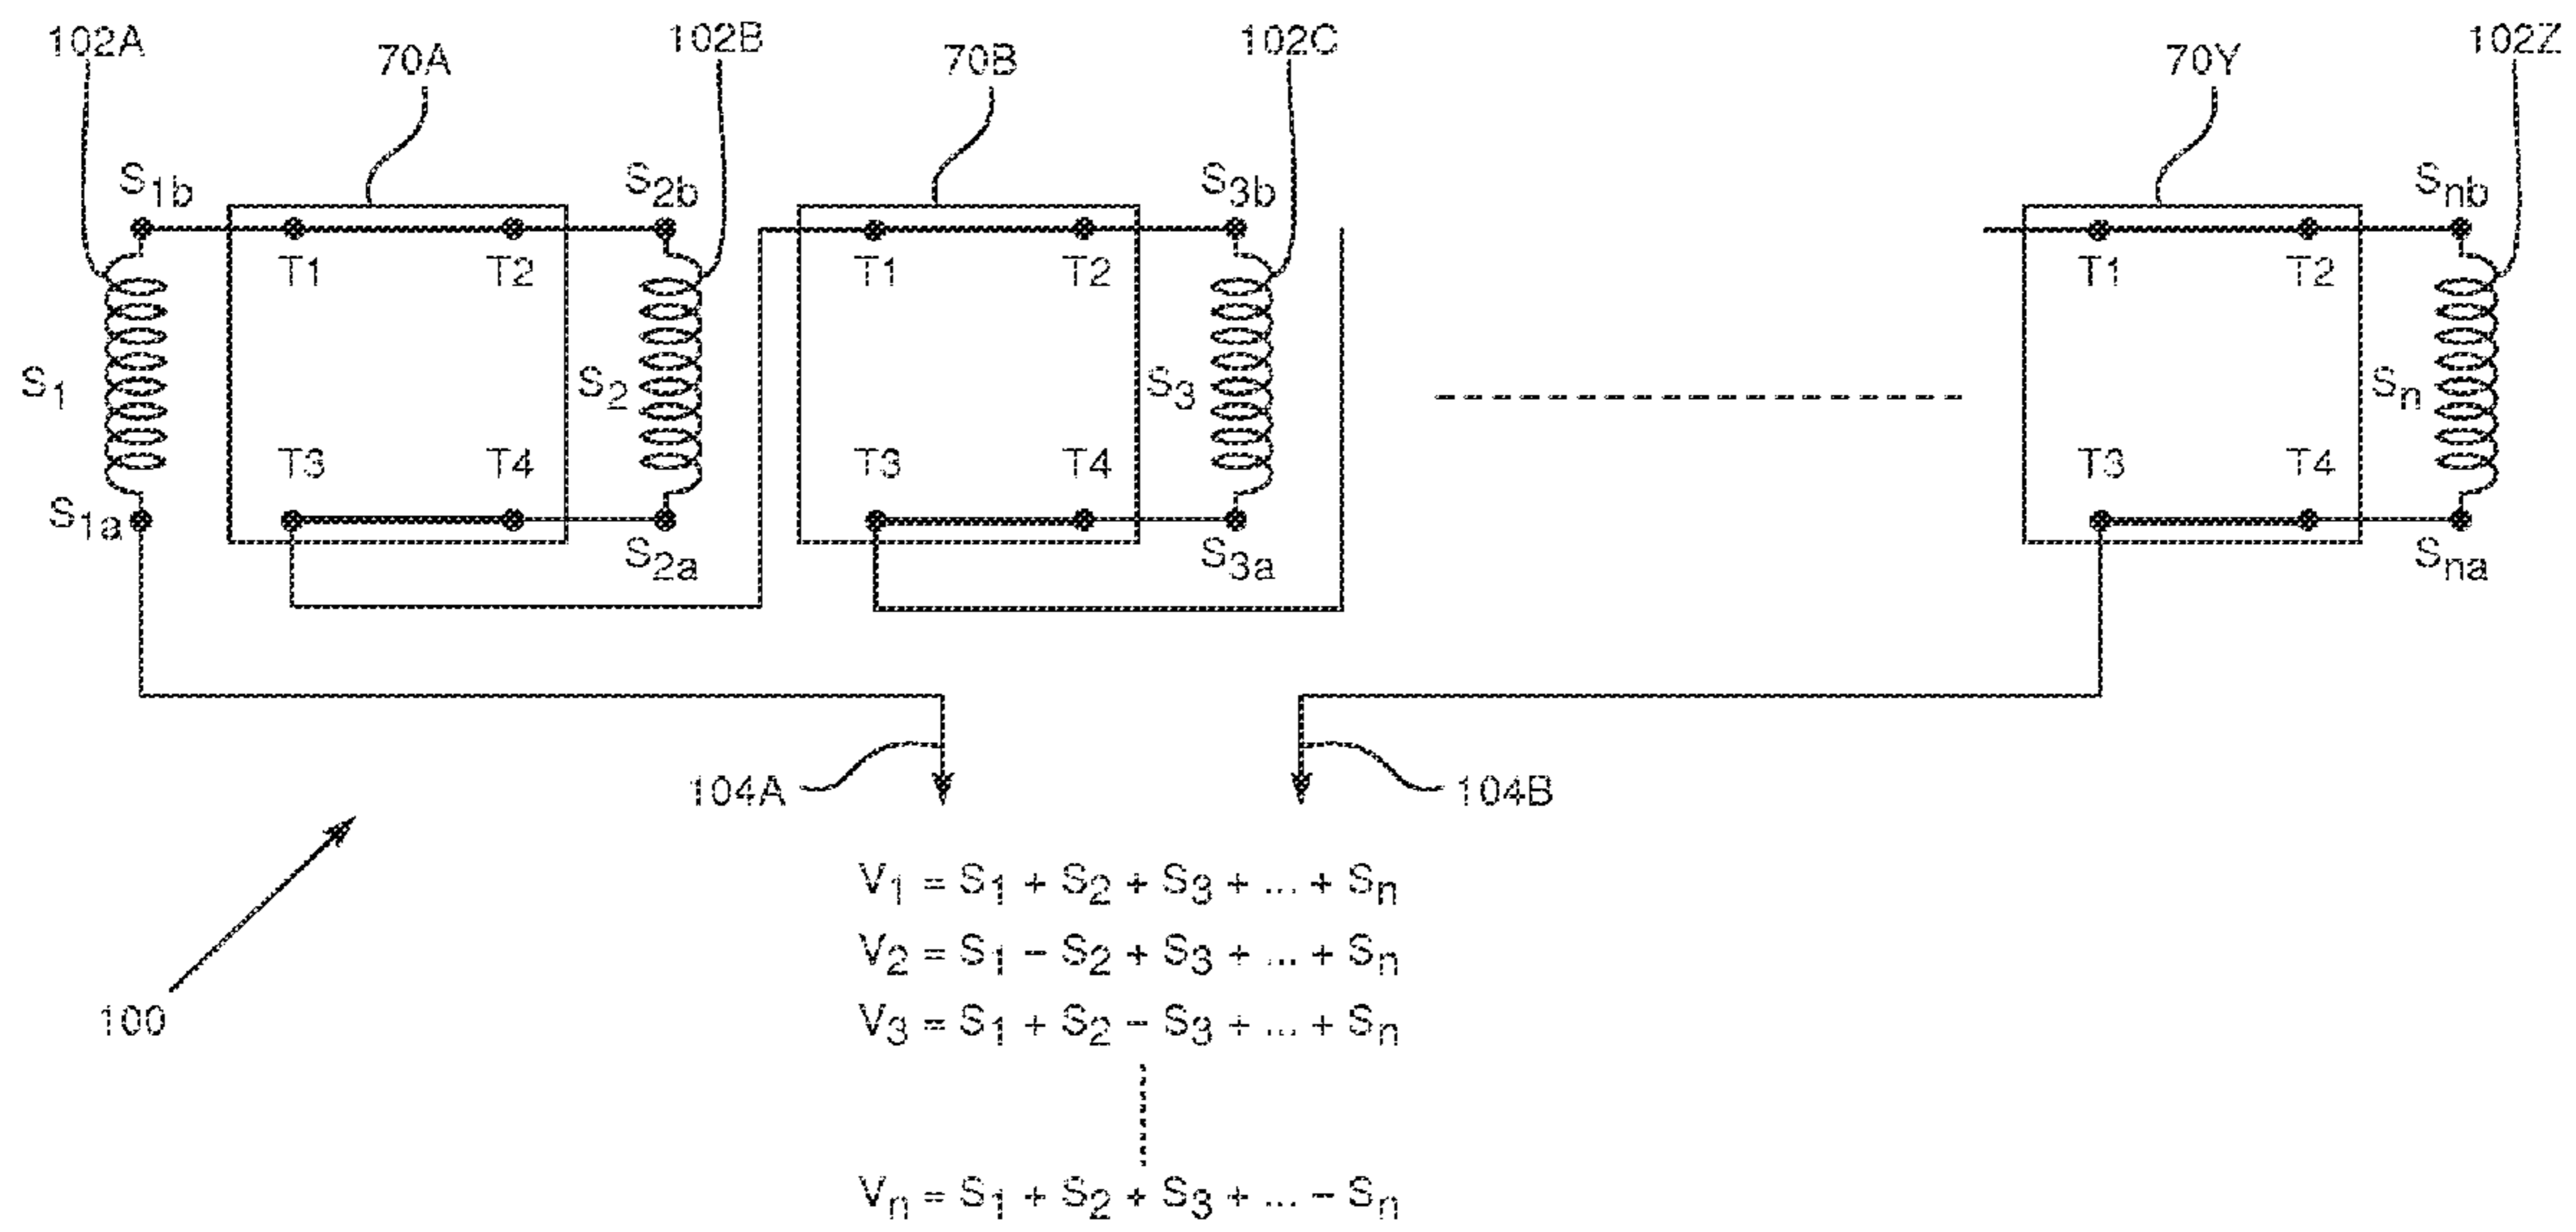 102A 70A 102B 70B 102C 70Y 102Z
S1b S2b S3b Snb
T1 T2 T1 T2 T1 T2
S1 S2 S3 Sn
T3 T4 T3 T4 T3 T4
S1a S2a S3a Sna
104A 104B
V1 = S1 + S2 + S3 + ... + Sn
V2 = S1 − S2 + S3 + ... + Sn
V3 = S1 + S2 − S3 + ... + Sn
100
Vn = S1 + S2 + S3 + ... − Sn